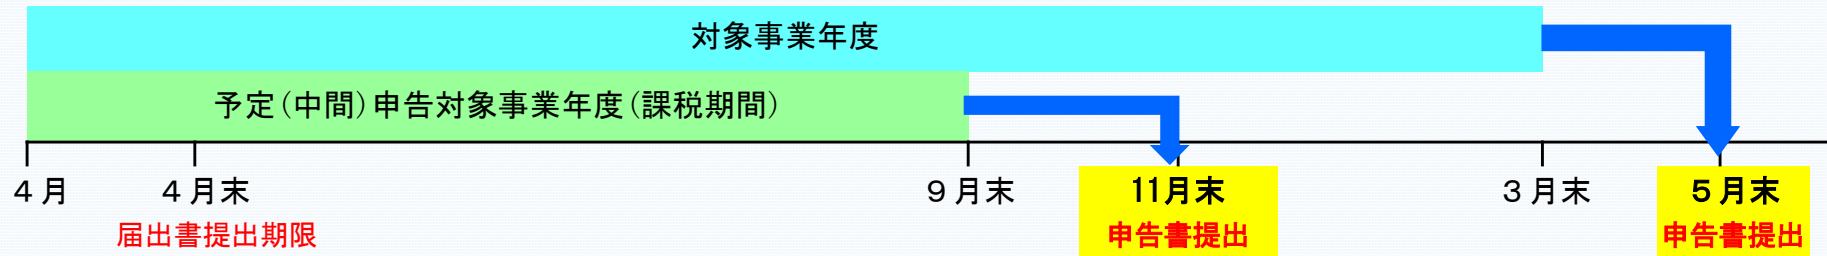 対象事業年度
予定(中間)申告対象事業年度(課税期間)
4月
4月末
9月末
11月末
3月末
5月末
届出書提出期限
申告書提出
申告書提出